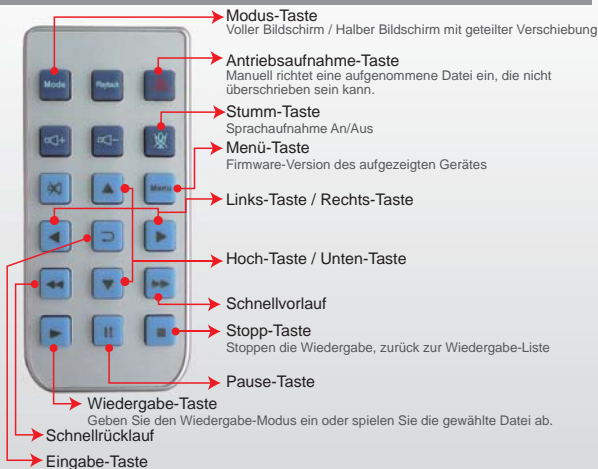 Modus-Taste
Voller Bildschirm / Halber Bildschirm mit geteilter Verschiebung
Antriebsaufnahme-Taste
Manuell richtet eine aufgenommene Datei ein, die nicht
überschrieben sein kann.
Stumm-Taste
Sprachaufnahme An/Aus
Menü-Taste
Firmware-Version des aufgezeigten Gerätes
Links-Taste / Rechts-Taste
Hoch-Taste / Unten-Taste
Schnellvorlauf
Stopp-Taste
Stoppen die Wiedergabe, zurück zur Wiedergabe-Liste
Pause-Taste
Wiedergabe-Taste
Geben Sie den Wiedergabe-Modus ein oder spielen Sie die gewählte Datei ab.
Schnellrücklauf
Eingabe-Taste
Mode Playback
Menu